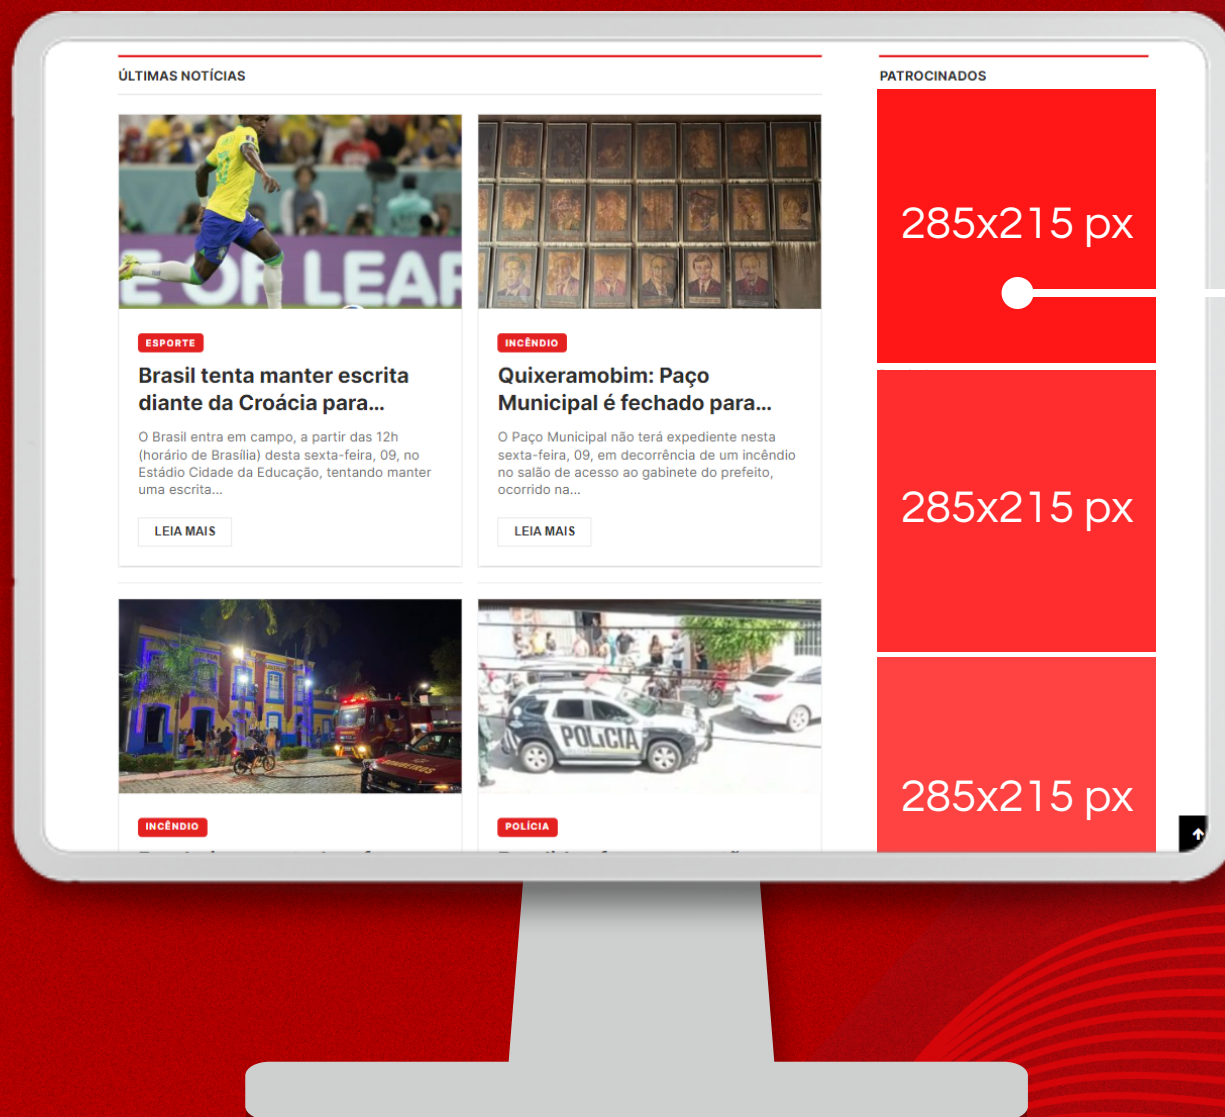 ÚLTIMAS NOTÍCIAS
E OF LEAF
ESPORTE
Brasil tenta manter escrita
diante da Croácia para...
O Brasil entra em campo, a partir das 12h
(horário de Brasília) desta sexta-feira, 09, no
Estádio Cidade da Educação, tentando manter
uma escrita...
LEIA MAIS
INCÊNDIO
Quixeramobim: Paço
Municipal é fechado para...
O Paço Municipal não terá expediente nesta
sexta-feira, 09, em decorrência de um incêndio
no salão de acesso ao gabinete do prefeito,
ocorrido na...
LEIA MAIS
BOMBEIROS
INCÊNDIO
POLICIA
POLÍCIA
PATROCINADOS
285x215 px
285x215 px
285x215 px